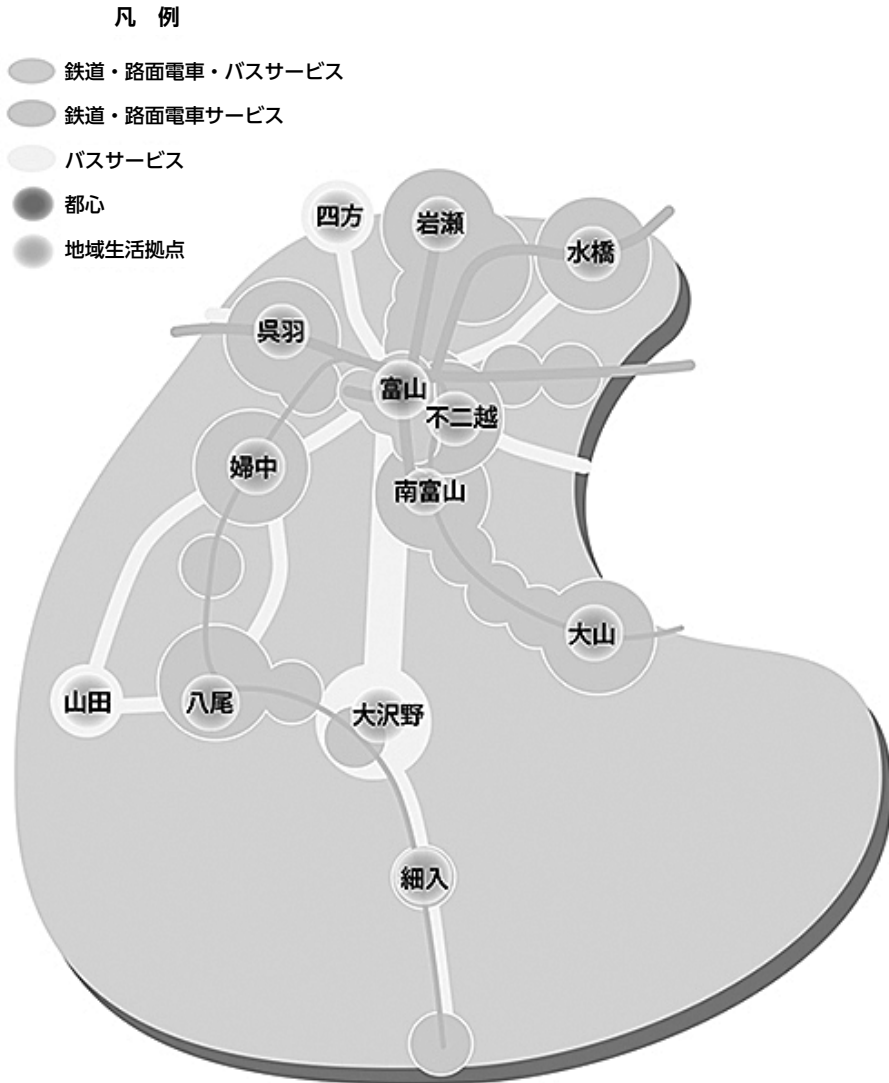 凡 例
鉄道・路面電車・バスサービス
鉄道・路面電車サービス
バスサービス
都心
地域生活拠点
四方
岩瀬
水橋
呉羽
富山
不二越
婦中
南富山
大山
山田
八尾
大沢野
細入